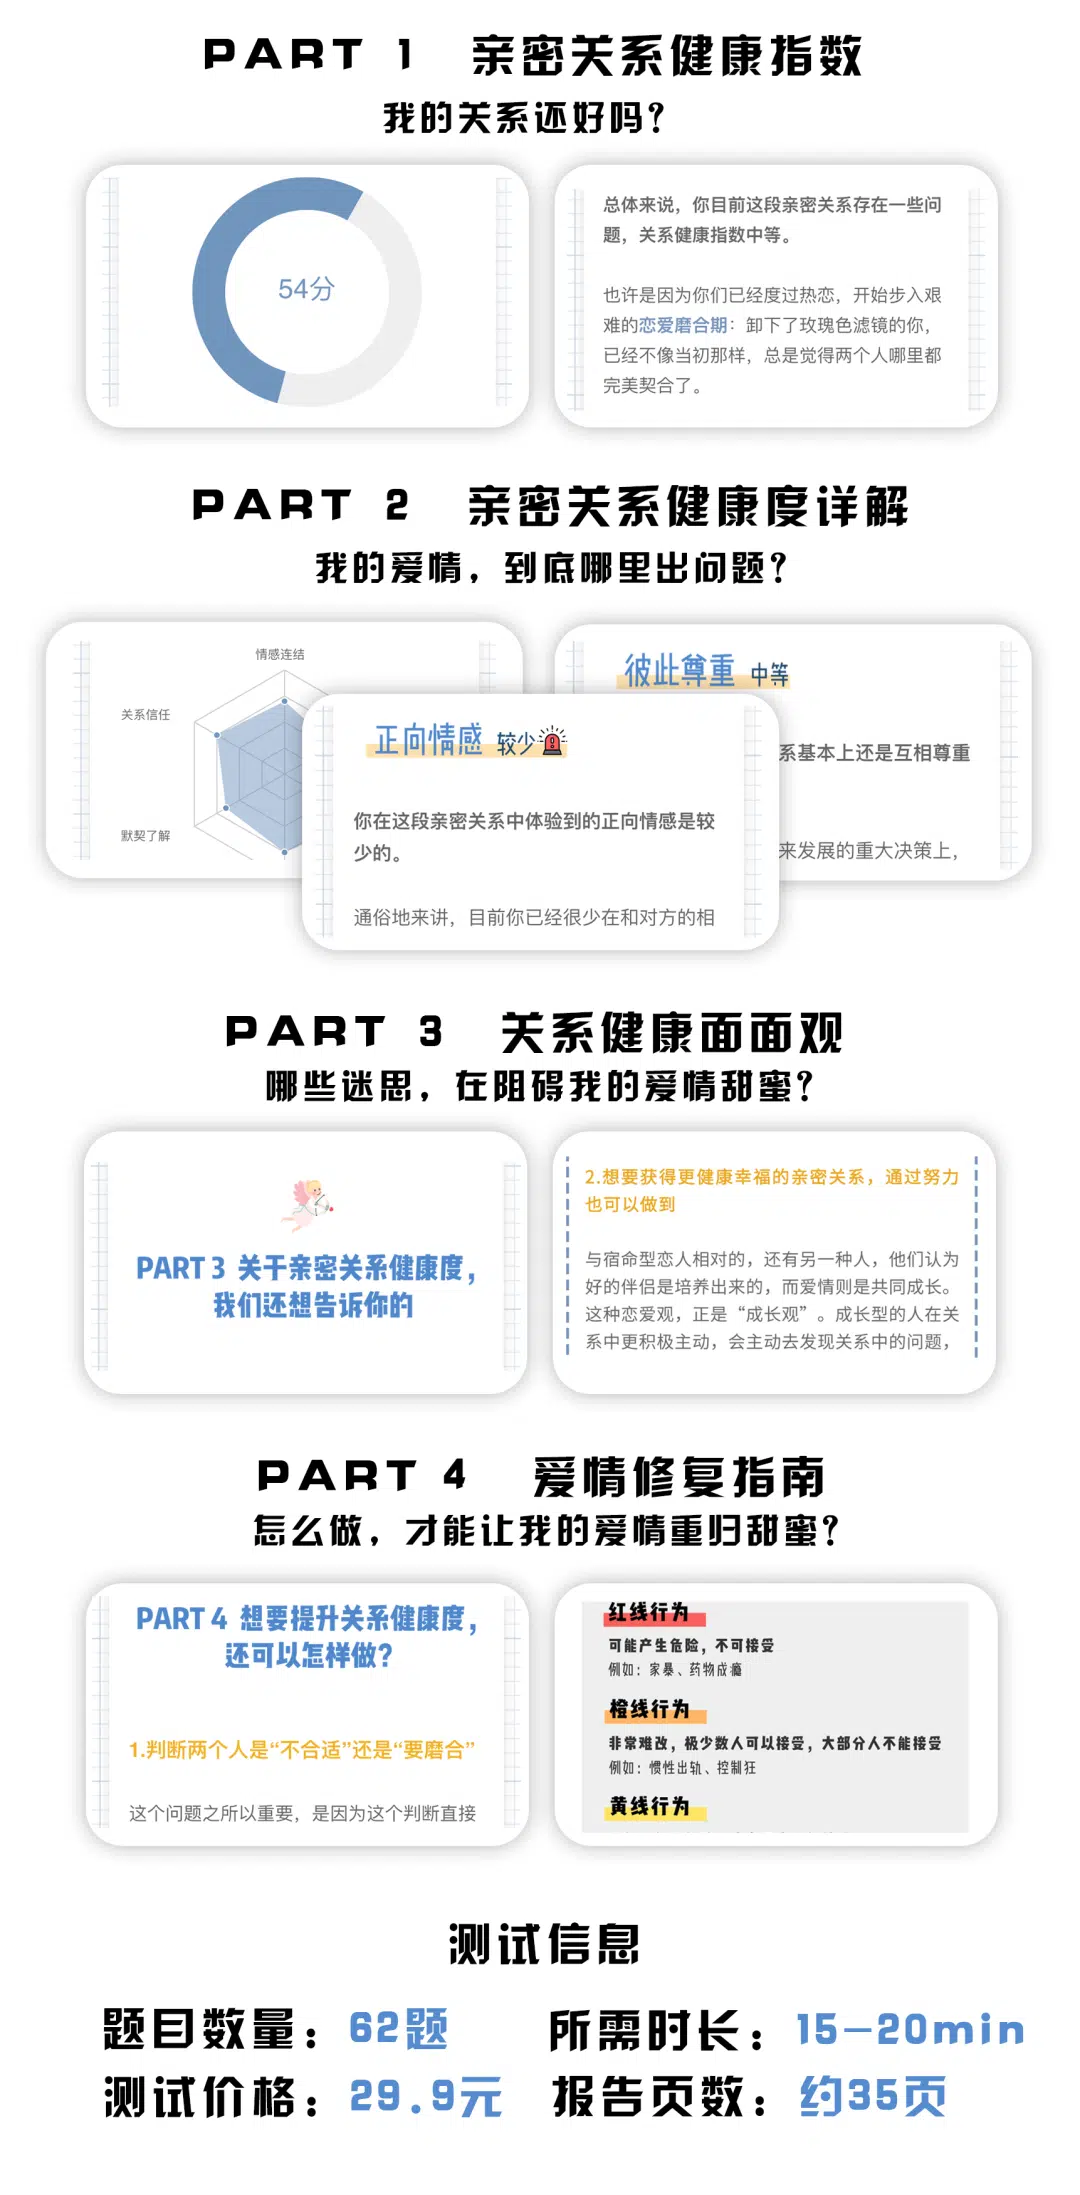 PART 1 亲密关系健康指数
我的关系还好吗?
54分
总体来说，你目前这段亲密关系存在一些问
题，关系健康指数中等。
也许是因为你们已经度过热恋，开始步入艰
难的恋爱磨合期：卸下了玫瑰色滤镜的你，
已经不像当初那样，总是觉得两个人哪里都
完美契合了。
PART 2 亲密关系健康度详解
我的爱情，到底哪里出问题?
情感连结
关系信任
默契了解
正向情感 较少
你在这段亲密关系中体验到的正向情感是较
少的。
通俗地来讲，目前你已经很少在和对方的相
彼此尊重 中等
系基本上还是互相尊重
来发展的重大决策上，
PART 3 关系健康面面观
哪些迷思，在阻碍我的爱情甜蜜?
PART 3 关于亲密关系健康度，
我们还想告诉你的
2.想要获得更健康幸福的亲密关系，通过努力
也可以做到
与宿命型恋人相对的，还有另一种人，他们认为
好的伴侣是培养出来的，而爱情则是共同成长。
这种恋爱观，正是“成长观”。成长型的人在关
系中更积极主动，会主动去发现关系中的问题，
PART 4 爱情修复指南
怎么做，才能让我的爱情重归甜蜜?
PART 4 想要提升关系健康度，
还可以怎样做?
1.判断两个人是“不合适”还是“要磨合”
这个问题之所以重要，是因为这个判断直接
红线行为
可能产生危险，不可接受
例如：家暴、药物成瘾
橙线行为
非常难改，极少数人可以接受，大部分人不能接受
例如：惯性出轨、控制狂
黄线行为
测试信息
题目数量：62题
所需时长：15-20min
测试价格：29.9元
报告页数：约35页